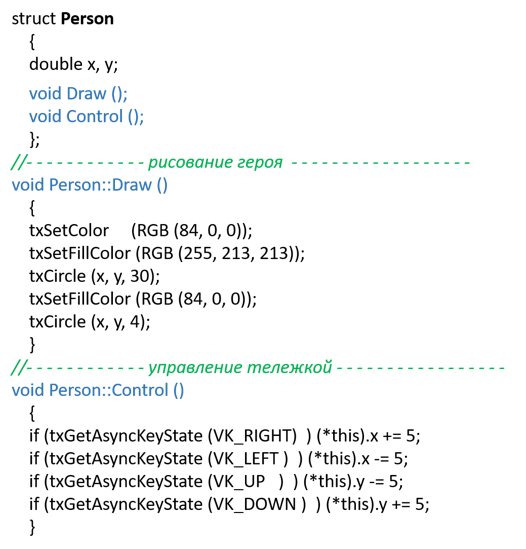 struct Person
{
double x, y;
void Draw ();
void Control ();
};
//- - - - - - - - - - - - рисование героя - - - - - - - - - - - - - - - - - -
void Person::Draw ()
{
txSetColor (RGB (84, 0, 0));
txSetFillColor (RGB (255, 213, 213));
txCircle (x, y, 30);
txSetFillColor (RGB (84, 0, 0));
txCircle (x, y, 4);
}
//- - - - - - - - - - - - управление тележкой - - - - - - - - - - - - - - - - -
void Person::Control ()
{
if (txGetAsyncKeyState (VK_RIGHT) ) (*this).x += 5;
if (txGetAsyncKeyState (VK_LEFT ) ) (*this).x -= 5;
if (txGetAsyncKeyState (VK_UP ) ) (*this).y -= 5;
if (txGetAsyncKeyState (VK_DOWN ) ) (*this).y += 5;
}